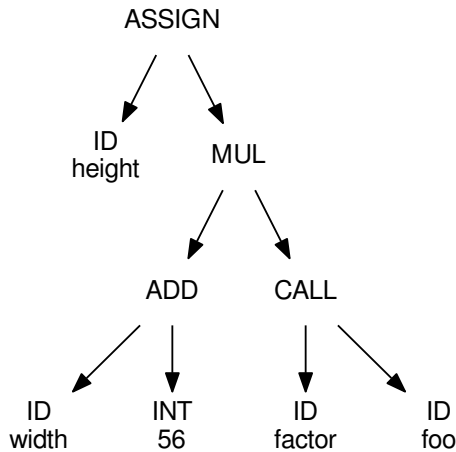 ASSIGN
ID
height
MUL
ADD
CALL
ID
width
INT
56
ID
factor
ID
foo